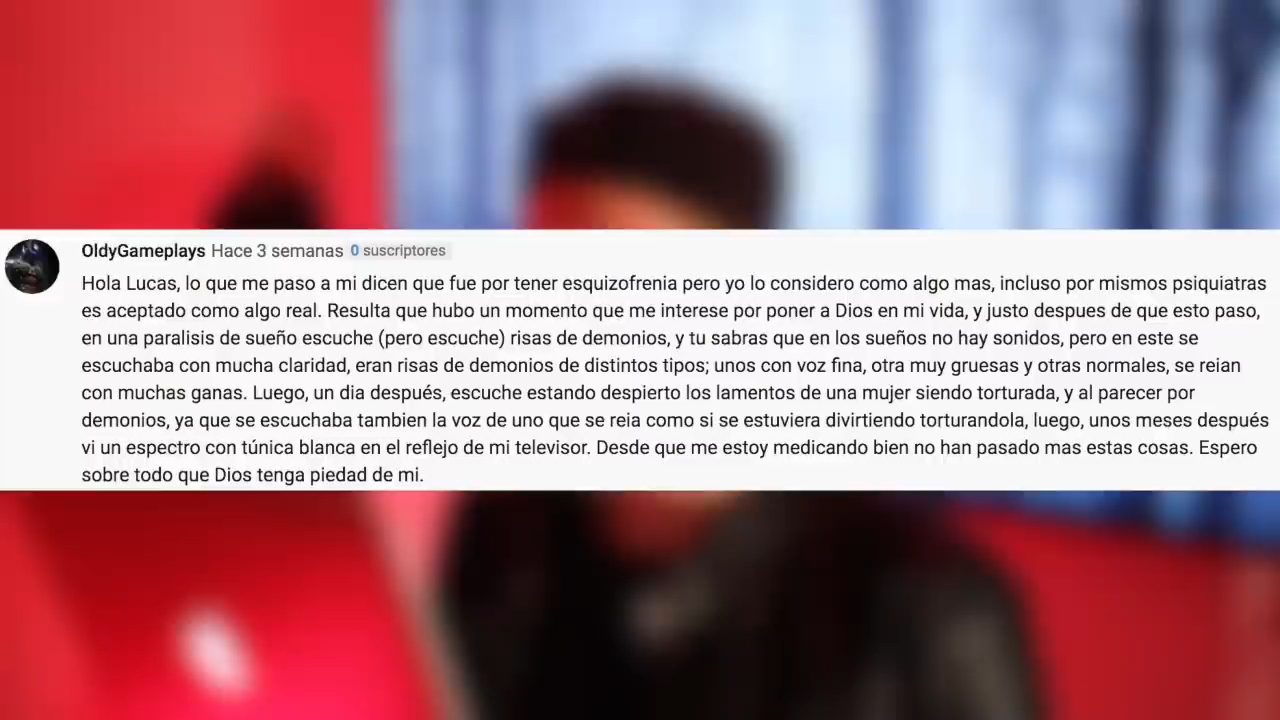 OldyGameplays Hace 3 semanas 0 suscriptores
Hola Lucas, lo que me paso a mi dicen que fue por tener esquizofrenia pero yo lo considero como algo mas, incluso por mismos psiquiatras
es aceptado como algo real. Resulta que hubo un momento que me interese por poner a Dios en mi vida, y justo despues de que esto paso,
en una paralisis de sueño escuche (pero escuche) risas de demonios, y tu sabras que en los sueños no hay sonidos, pero en este se
escuchaba con mucha claridad, eran risas de demonios de distintos tipos; unos con voz fina, otra muy gruesas y otras normales, se reian
con muchas ganas. Luego, un dia después, escuche estando despierto los lamentos de una mujer siendo torturada, y al parecer por
demonios, ya que se escuchaba tambien la voz de uno que se reia como si se estuviera divirtiendo torturandola, luego, unos meses después
vi un espectro con túnica blanca en el reflejo de mi televisor. Desde que me estoy medicando bien no han pasado mas estas cosas. Espero
sobre todo que Dios tenga piedad de mi.